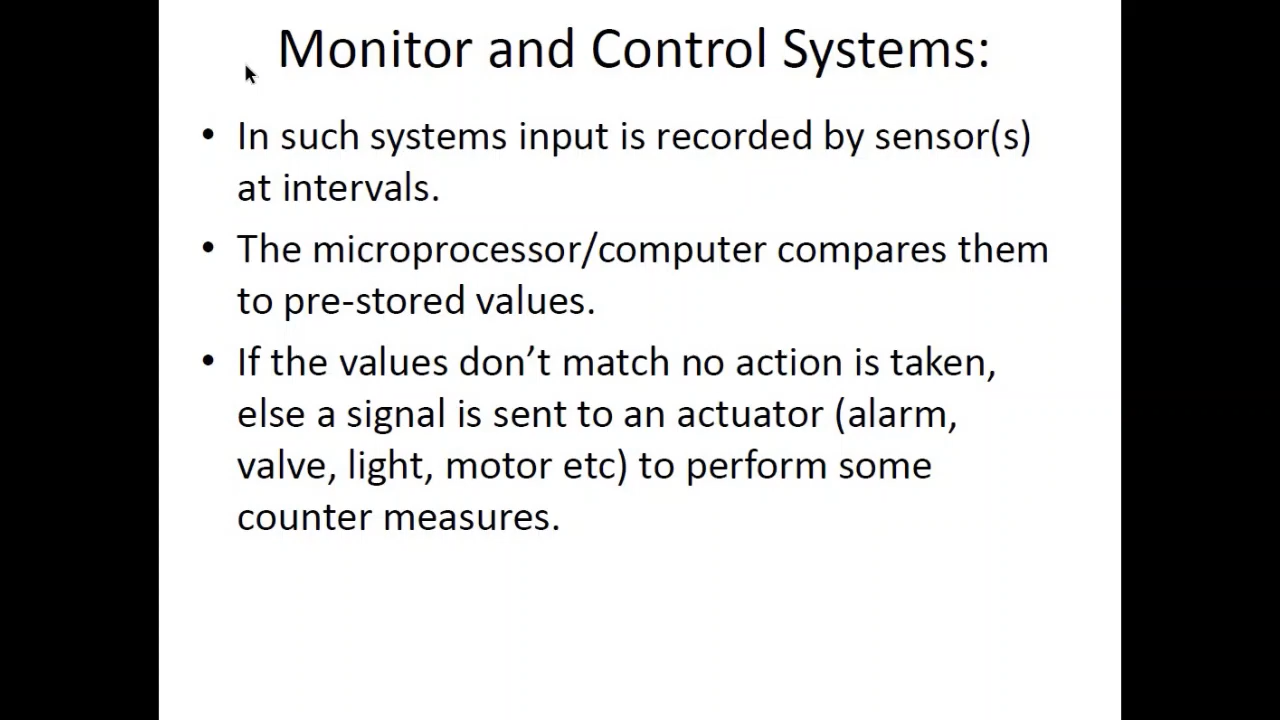 Monitor and Control Systems:
• In such systems input is recorded by sensor(s)
at intervals.
• The microprocessor/computer compares them
to pre-stored values.
• If the values don’t match no action is taken,
else a signal is sent to an actuator (alarm,
valve, light, motor etc) to perform some
counter measures.